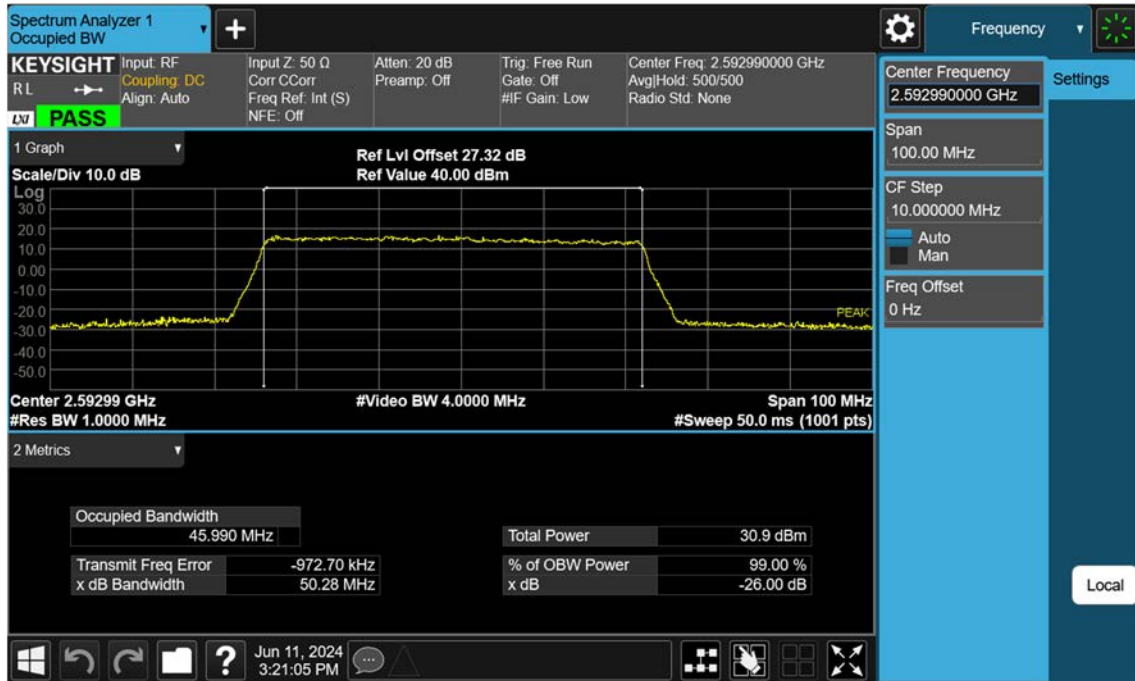 Spectrum Analyzer 1
Occupied BW
+
Frequency
KEYSIGHT
R L
LXI PASS
Input: RF
Coupling: DC
Align: Auto
Input Z: 50 Ω
Corr CCorr
Freq Ref: Int (S)
NFE: Off
Atten: 20 dB
Preamp: Off
Trig: Free Run
Gate: Off
#IF Gain: Low
Center Freq: 2.592990000 GHz
Avg|Hold: 500/500
Radio Std: None
Center Frequency
2.592990000 GHz
Settings
Span
100.00 MHz
CF Step
10.000000 MHz
Auto
Man
Freq Offset
0 Hz
Local
1 Graph
Scale/Div 10.0 dB
Ref Lvl Offset 27.32 dB
Ref Value 40.00 dBm
Log
30.0
20.0
10.0
0.00
-10.0
-20.0
-30.0
-40.0
-50.0
PEAK
Center 2.59299 GHz
#Video BW 4.0000 MHz
Span 100 MHz
#Res BW 1.0000 MHz
#Sweep 50.0 ms (1001 pts)
2 Metrics
Occupied Bandwidth
45.990 MHz
Total Power 30.9 dBm
Transmit Freq Error -972.70 kHz
% of OBW Power 99.00 %
x dB Bandwidth 50.28 MHz
x dB -26.00 dB
?
Jun 11, 2024
3:21:05 PM